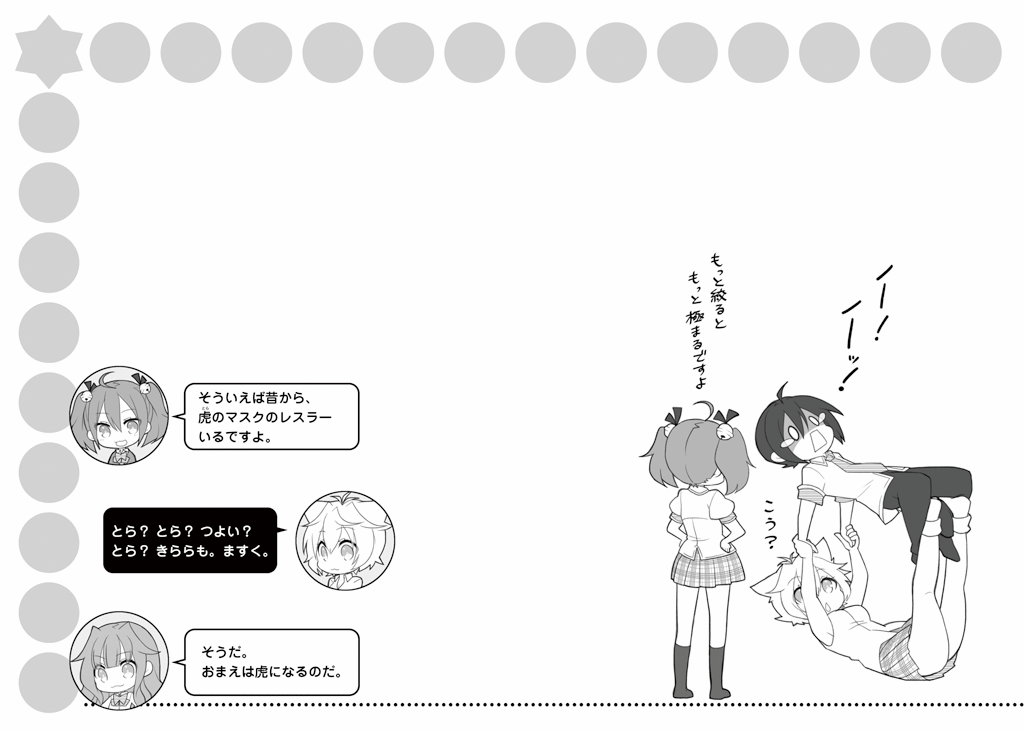 そういえば昔から、
虎のマスクのレスラー
いるですよ。
とら？ とら？ つよい？
とら？ きららも。ますく。
そうだ。
おまえは虎になるのだ。
イー！
イーッ！
もっと絞ると
もっと極まるですよ
こう？